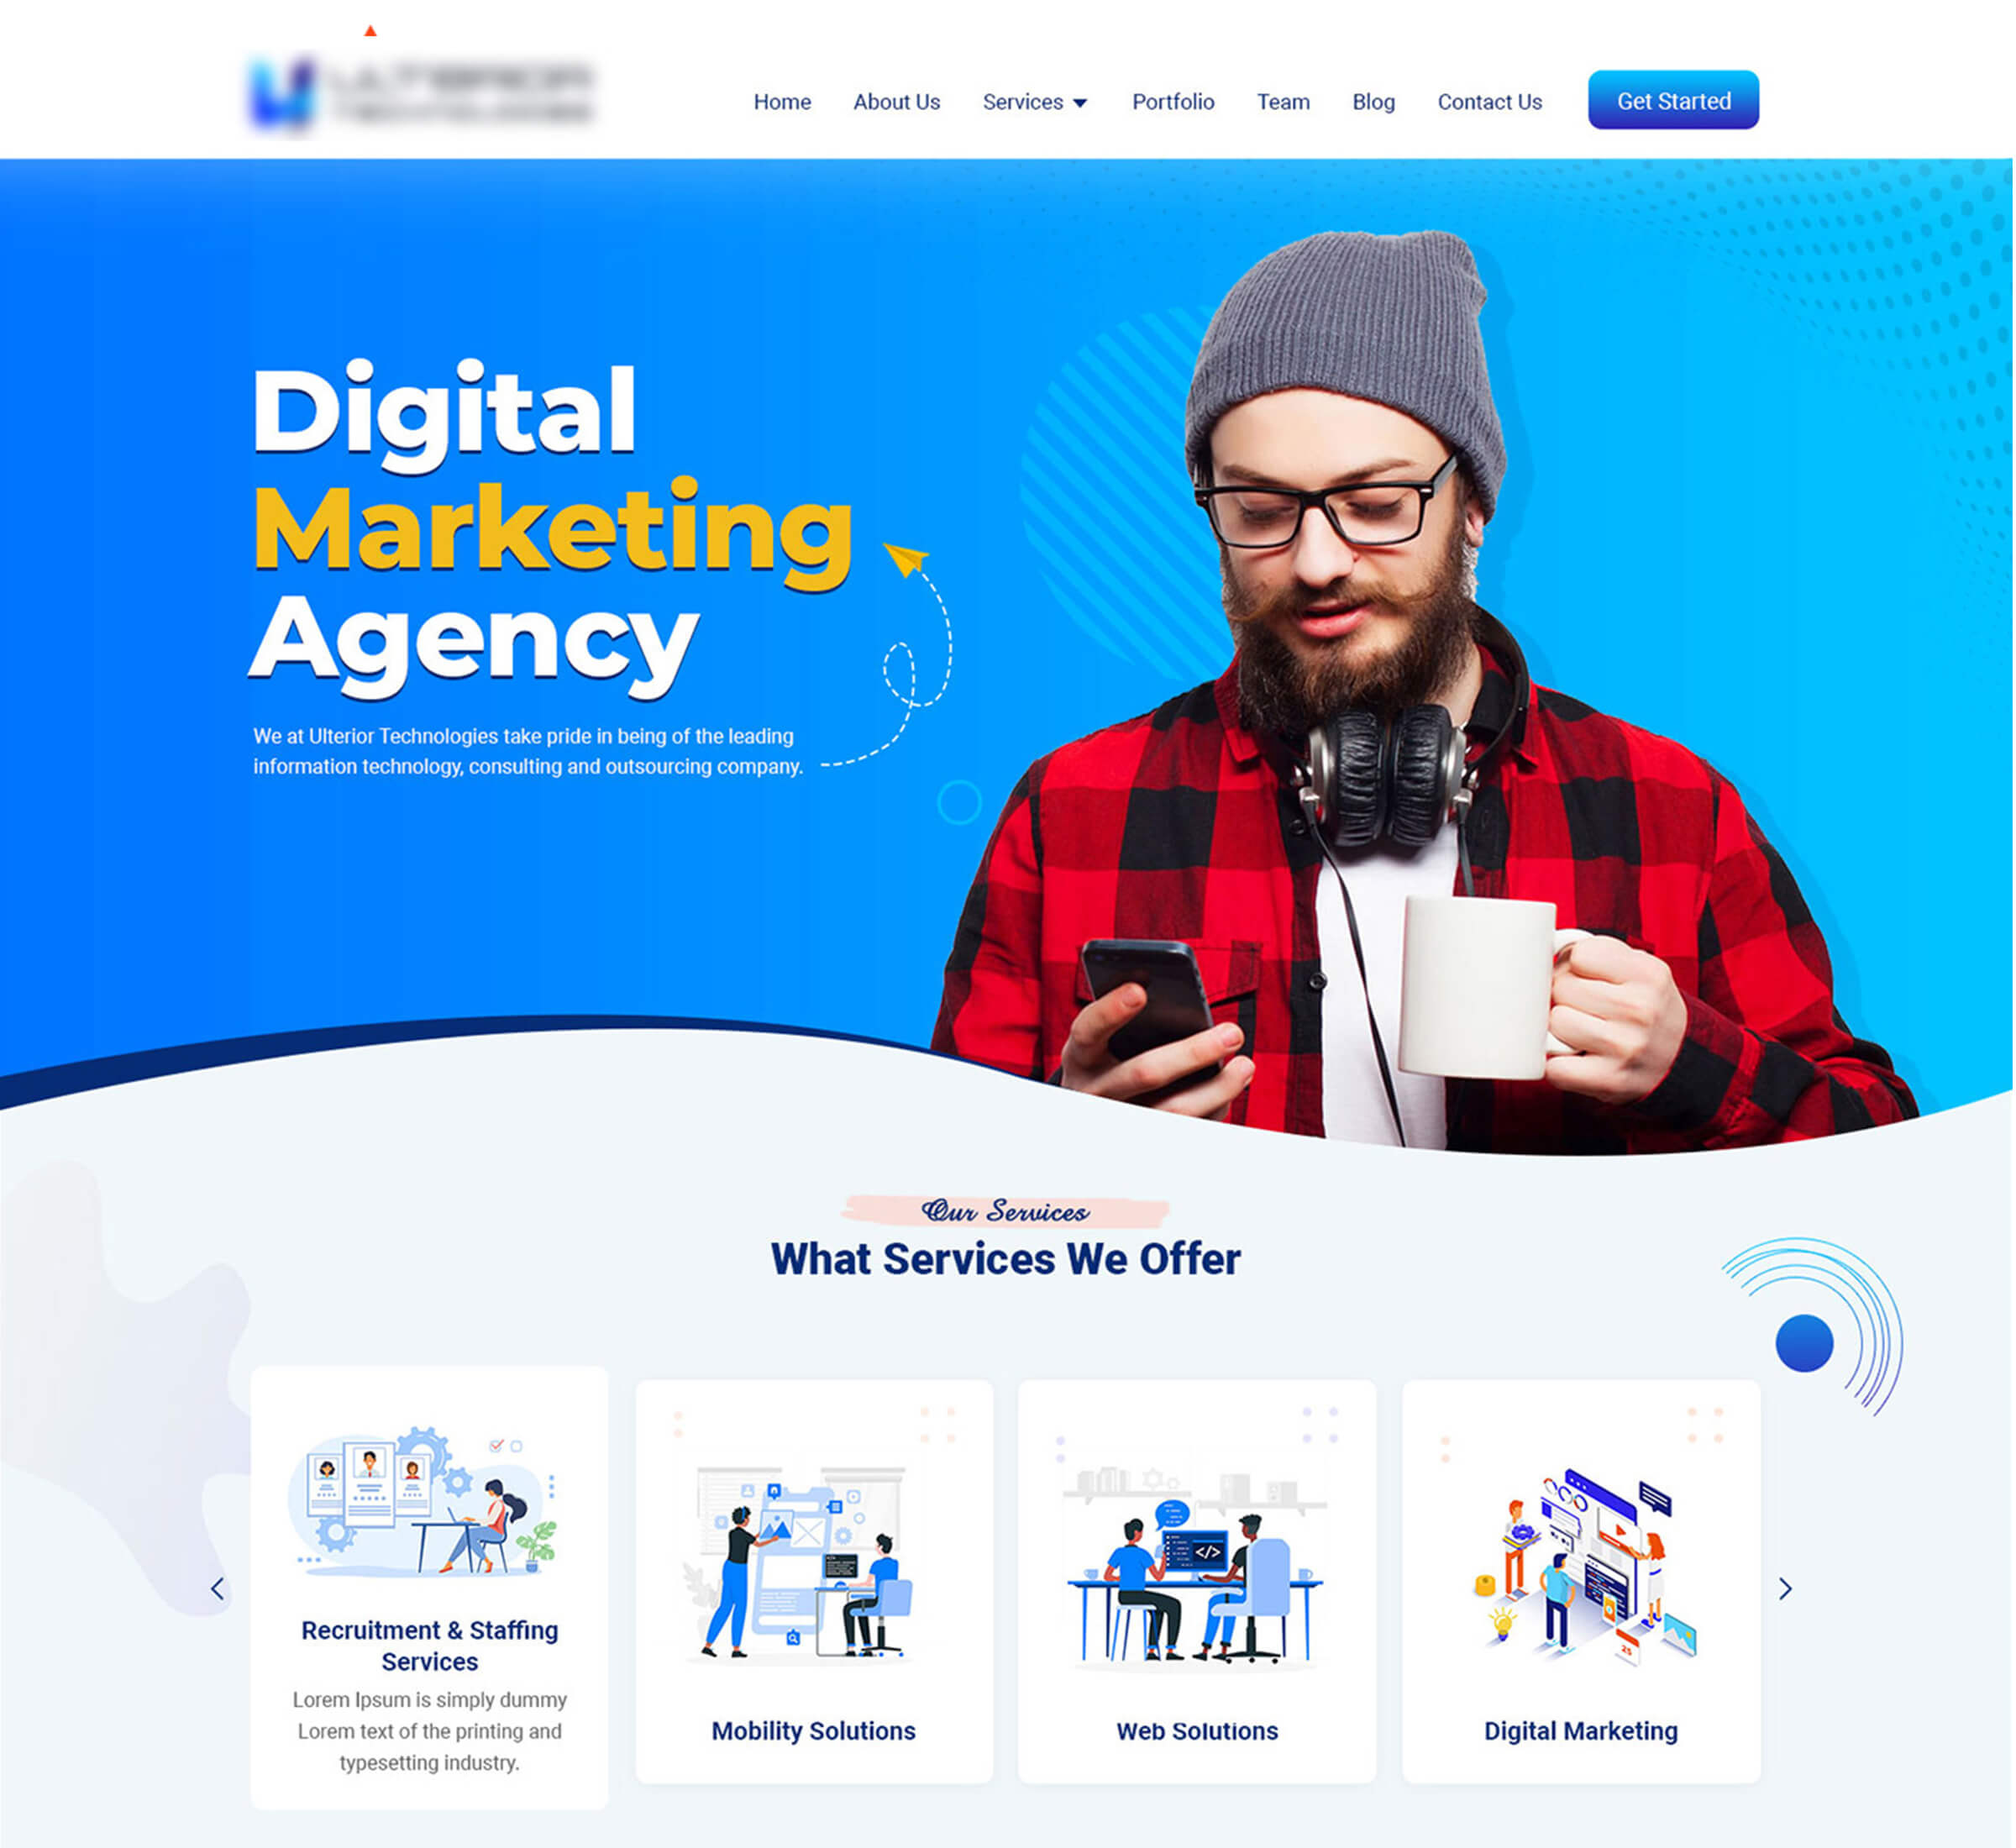 Home About Us Services Portfolio Team Blog Contact Us Get Started
Digital
Marketing
Agency
We at Ulterior Technologies take pride in being of the leading
information technology, consulting and outsourcing company.
Our Services
What Services We Offer
</>
25
Recruitment & Staffing
Services
Lorem Ipsum is simply dummy
Lorem text of the printing and
typesetting industry.
Mobility Solutions
Web Solutions
Digital Marketing